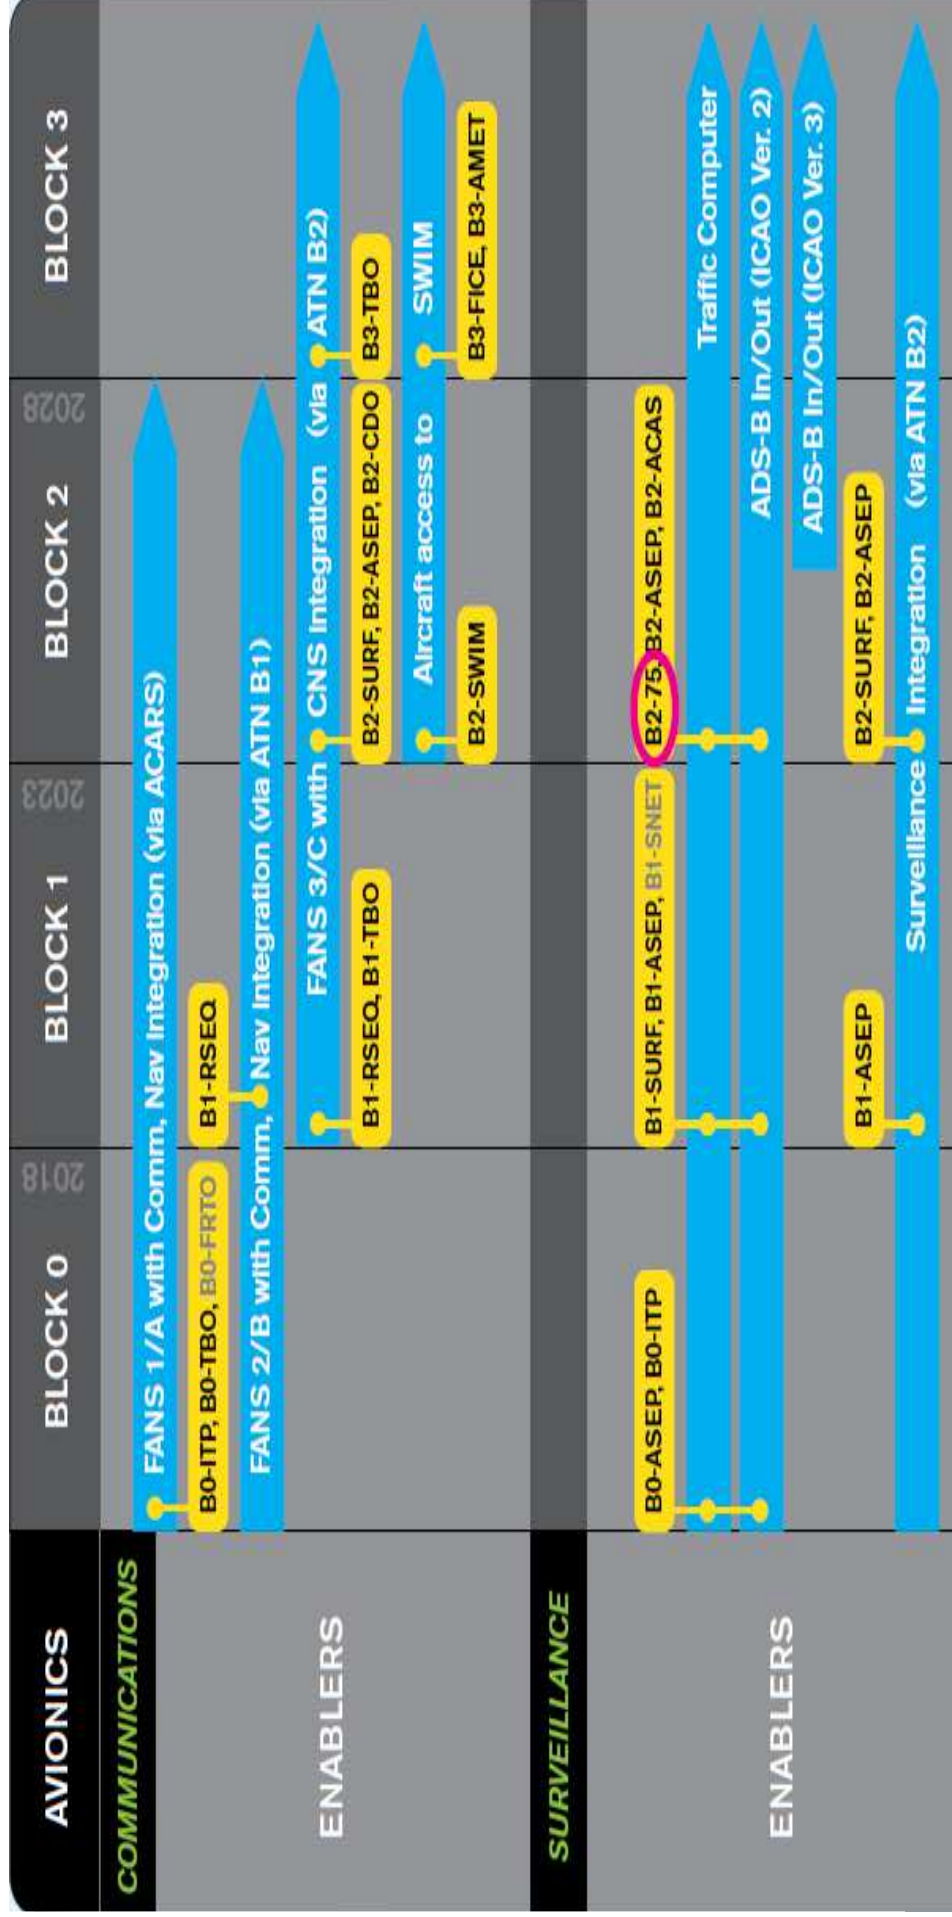 AVIONICS
BLOCK 0
2018
BLOCK 1
2023
BLOCK 2
2028
BLOCK 3
COMMUNICATIONS
ENABLERS
FANS 1/A with Comm, Nav Integration (via ACARS)
B0-ITP, B0-TBO, B0-FRTO
B1-RSEQ
FANS 2/B with Comm, Nav Integration (via ATN B1)
FANS 3/C with CNS Integration (via ATN B2)
B1-RSEQ, B1-TBO
B2-SURF, B2-ASEP, B2-CDO
B3-TBO
Aircraft access to SWIM
B2-SWIM
B3-FICE, B3-AMET
SURVEILLANCE
ENABLERS
B0-ASEP, B0-ITP
B1-SURF, B1-ASEP, B1-SNET
B2-75, B2-ASEP, B2-ACAS
Traffic Computer
ADS-B In/Out (ICAO Ver. 2)
ADS-B In/Out (ICAO Ver. 3)
B1-ASEP
B2-SURF, B2-ASEP
Surveillance Integration (via ATN B2)